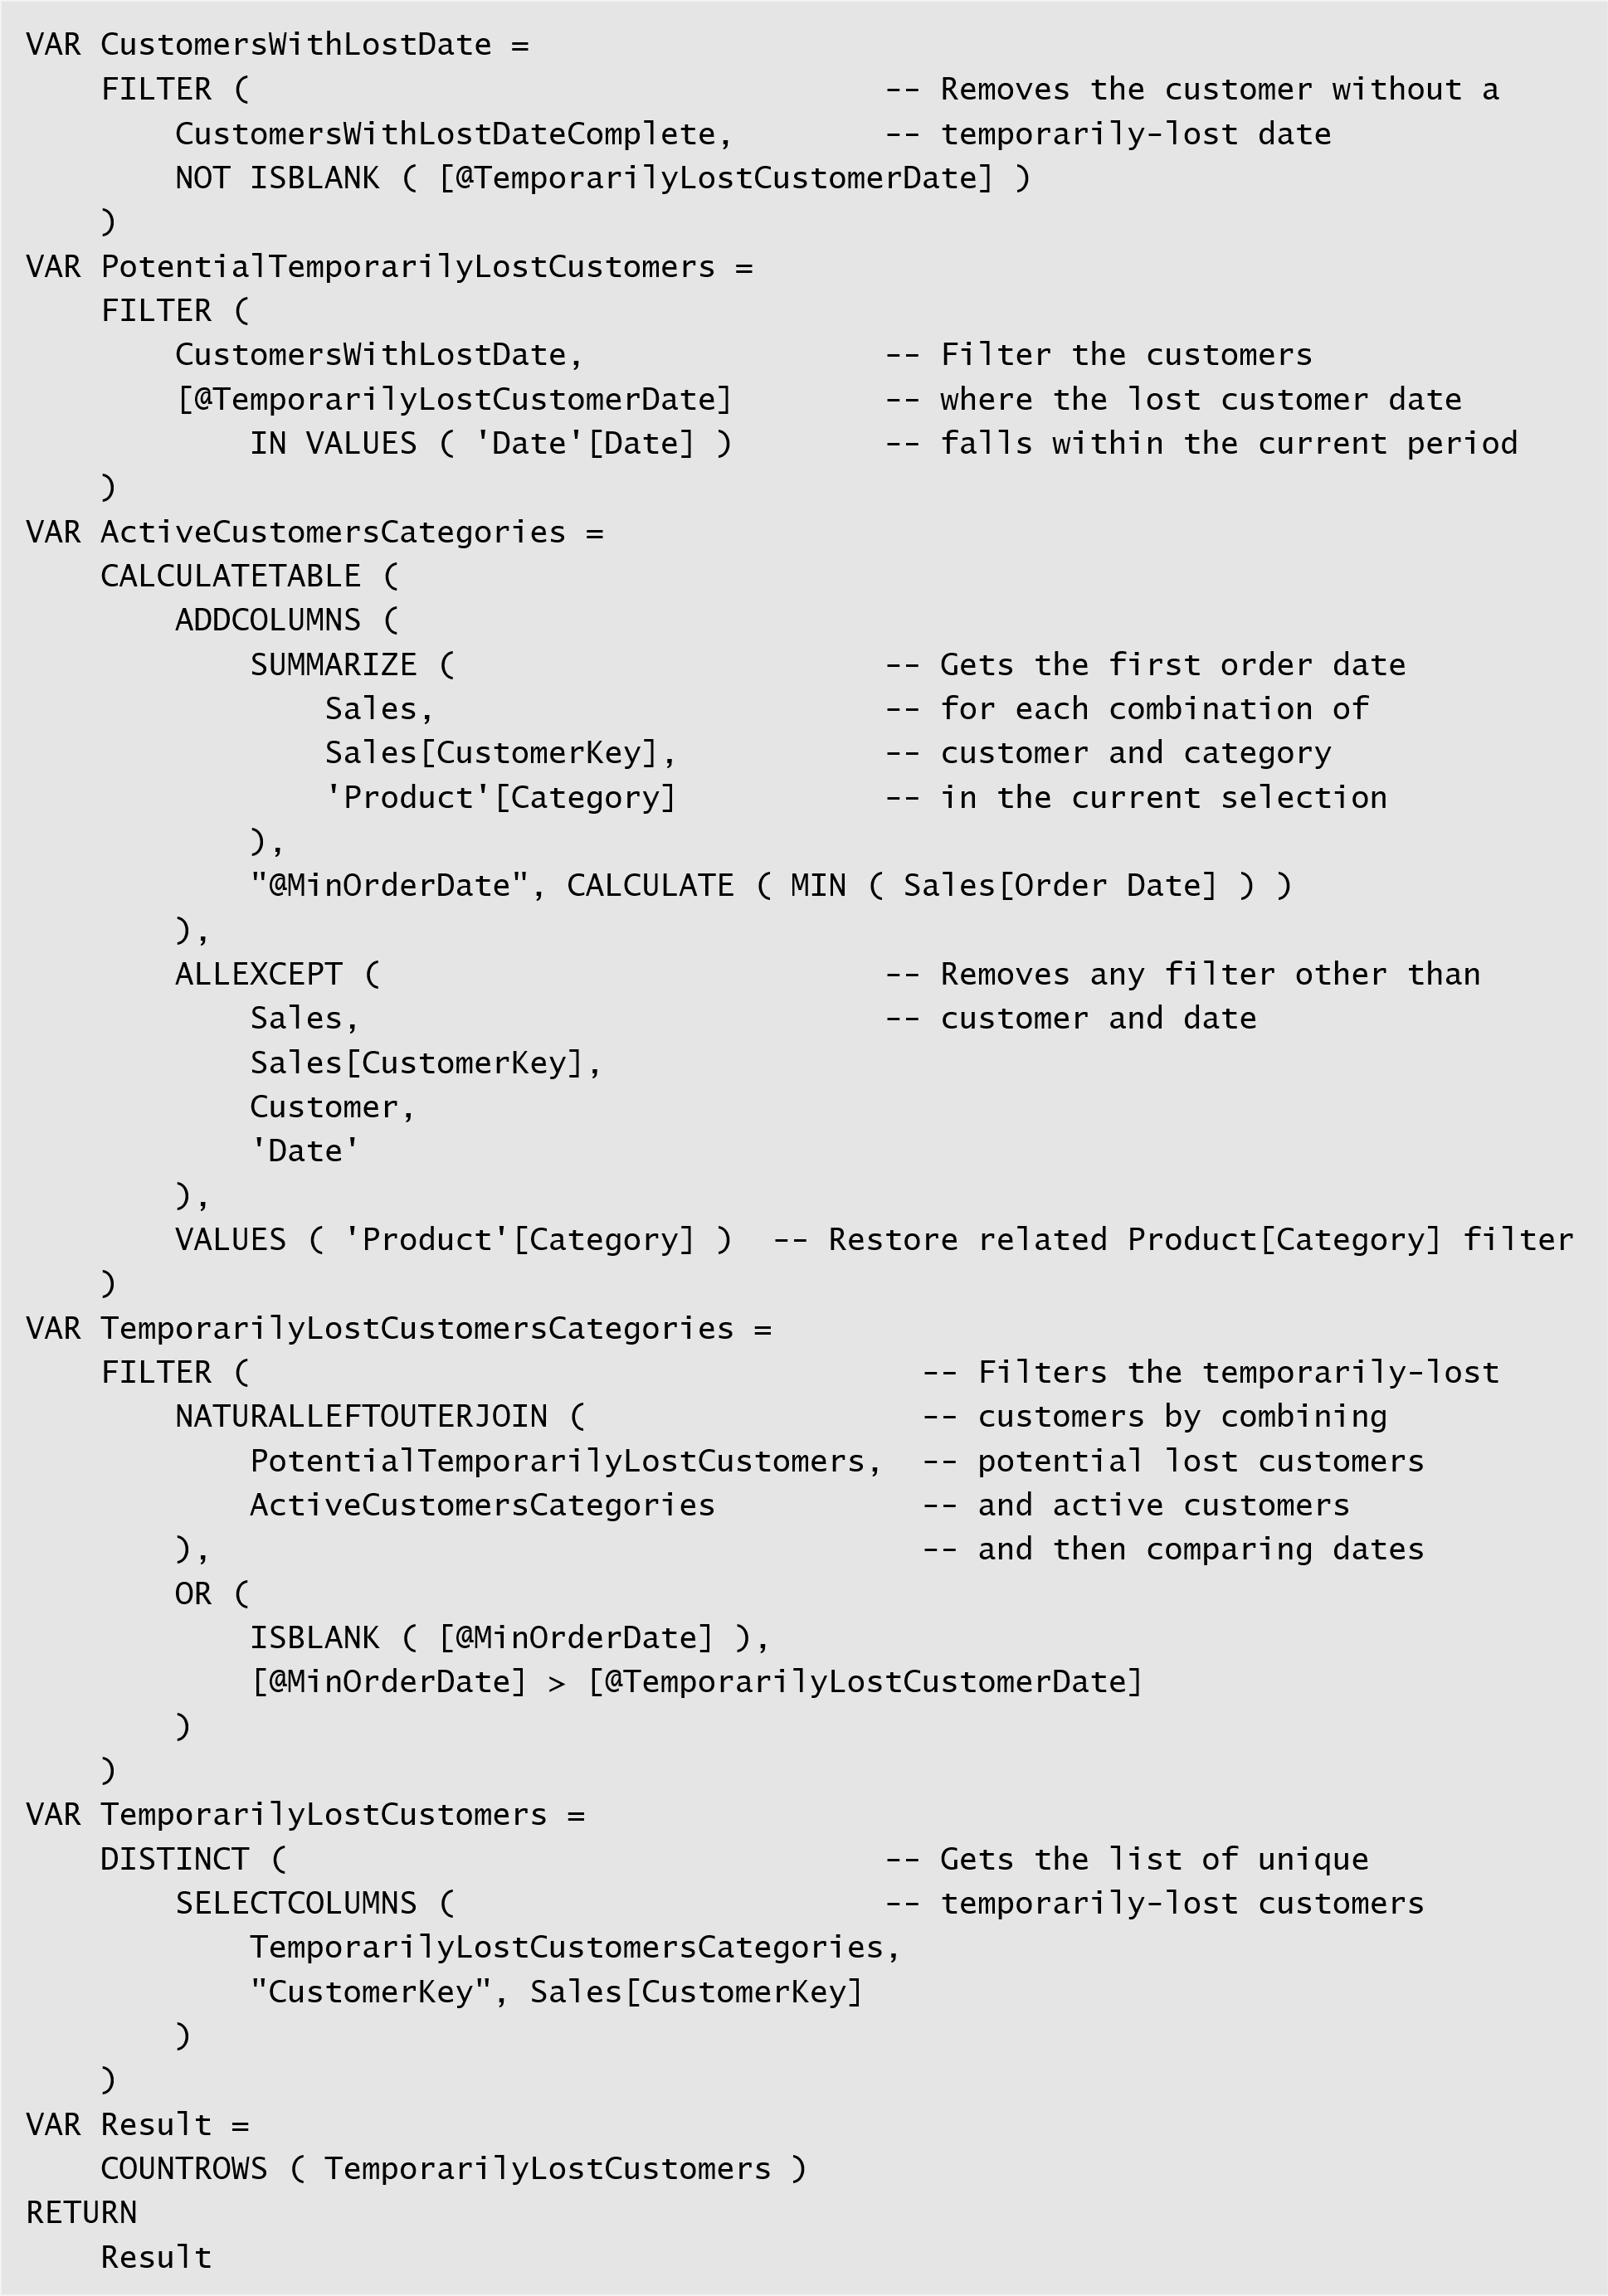 VAR CustomersWithLostDate =
    FILTER (                                  -- Removes the customer without a
        CustomersWithLostDateComplete,        -- temporarily-lost date
        NOT ISBLANK ( [@TemporarilyLostCustomerDate] )
    )
VAR PotentialTemporarilyLostCustomers =
    FILTER (
        CustomersWithLostDate,                -- Filter the customers
        [@TemporarilyLostCustomerDate]        -- where the lost customer date
            IN VALUES ( 'Date'[Date] )        -- falls within the current period
    )
VAR ActiveCustomersCategories =
    CALCULATETABLE (
        ADDCOLUMNS (
            SUMMARIZE (                       -- Gets the first order date
                Sales,                        -- for each combination of
                Sales[CustomerKey],           -- customer and category
                'Product'[Category]           -- in the current selection
            ),
            "@MinOrderDate", CALCULATE ( MIN ( Sales[Order Date] ) )
        ),
        ALLEXCEPT (                           -- Removes any filter other than
            Sales,                            -- customer and date
            Sales[CustomerKey],
            Customer,
            'Date'
        ),
        VALUES ( 'Product'[Category] )  -- Restore related Product[Category] filter
    )
VAR TemporarilyLostCustomersCategories =
    FILTER (                                    -- Filters the temporarily-lost
        NATURALLEFTOUTERJOIN (                  -- customers by combining
            PotentialTemporarilyLostCustomers,  -- potential lost customers
            ActiveCustomersCategories           -- and active customers
        ),                                      -- and then comparing dates
        OR (
            ISBLANK ( [@MinOrderDate] ),
            [@MinOrderDate] > [@TemporarilyLostCustomerDate]
        )
    )
VAR TemporarilyLostCustomers =
    DISTINCT (                                -- Gets the list of unique
        SELECTCOLUMNS (                       -- temporarily-lost customers
            TemporarilyLostCustomersCategories,
            "CustomerKey", Sales[CustomerKey]
        )
    )
VAR Result =
    COUNTROWS ( TemporarilyLostCustomers )
RETURN
    Result